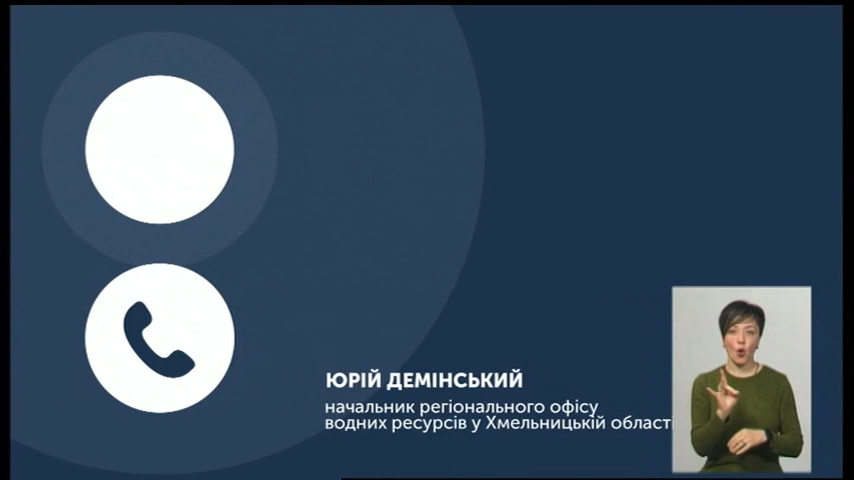 ЮРІЙ ДЕМІНСЬКИЙ
начальник регіонального офісу
водних ресурсів у Хмельницькій області